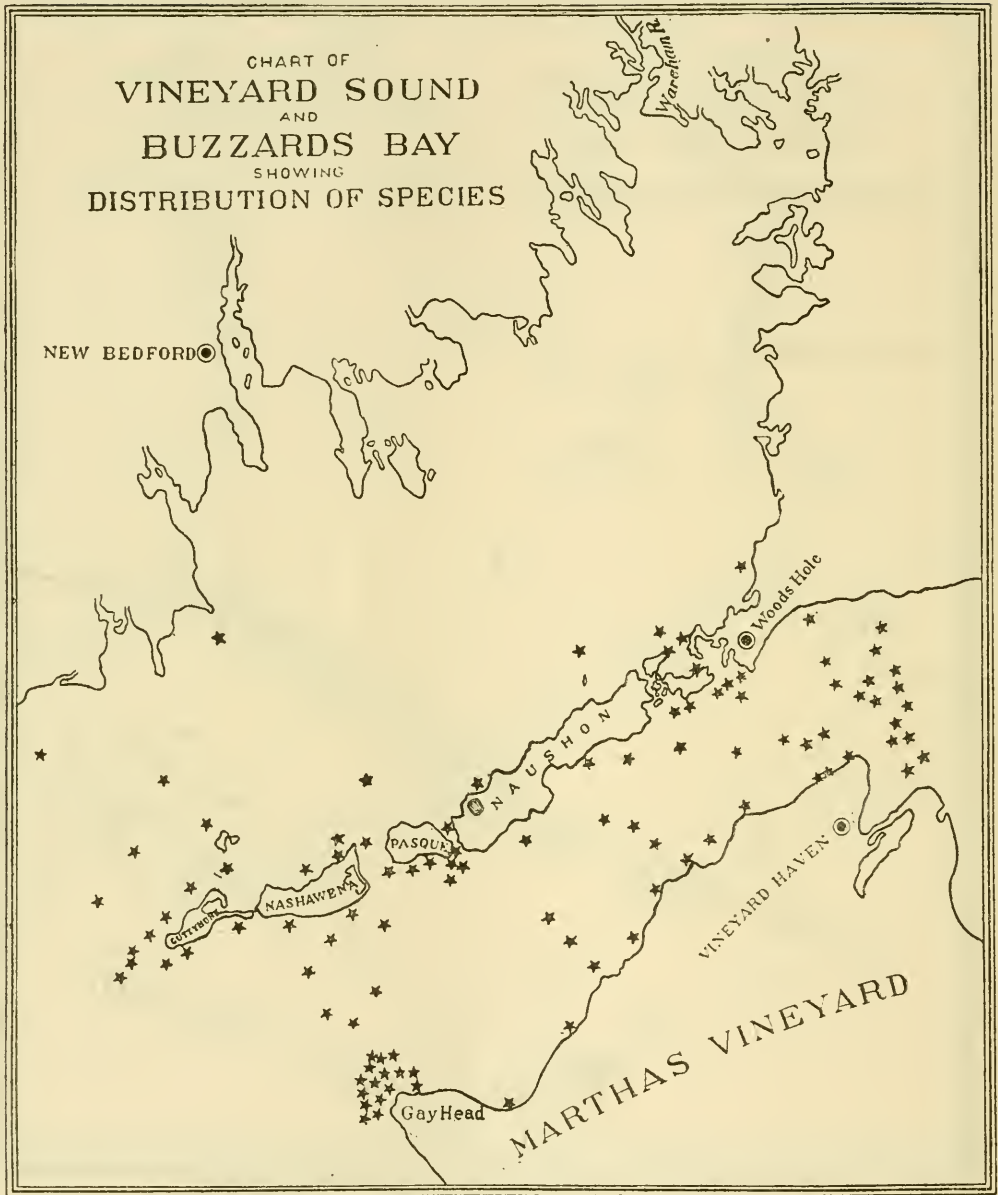 CHART OF
VINEYARD SOUND
AND
BUZZARDS BAY
SHOWING
DISTRIBUTION OF SPECIES
Wareham R.
NEW BEDFORD
Woods Hole
NAUSHON
PASQUE
NASHAWENA
CUTTYHUNK
VINEYARD HAVEN
MARTHAS VINEYARD
Gay Head